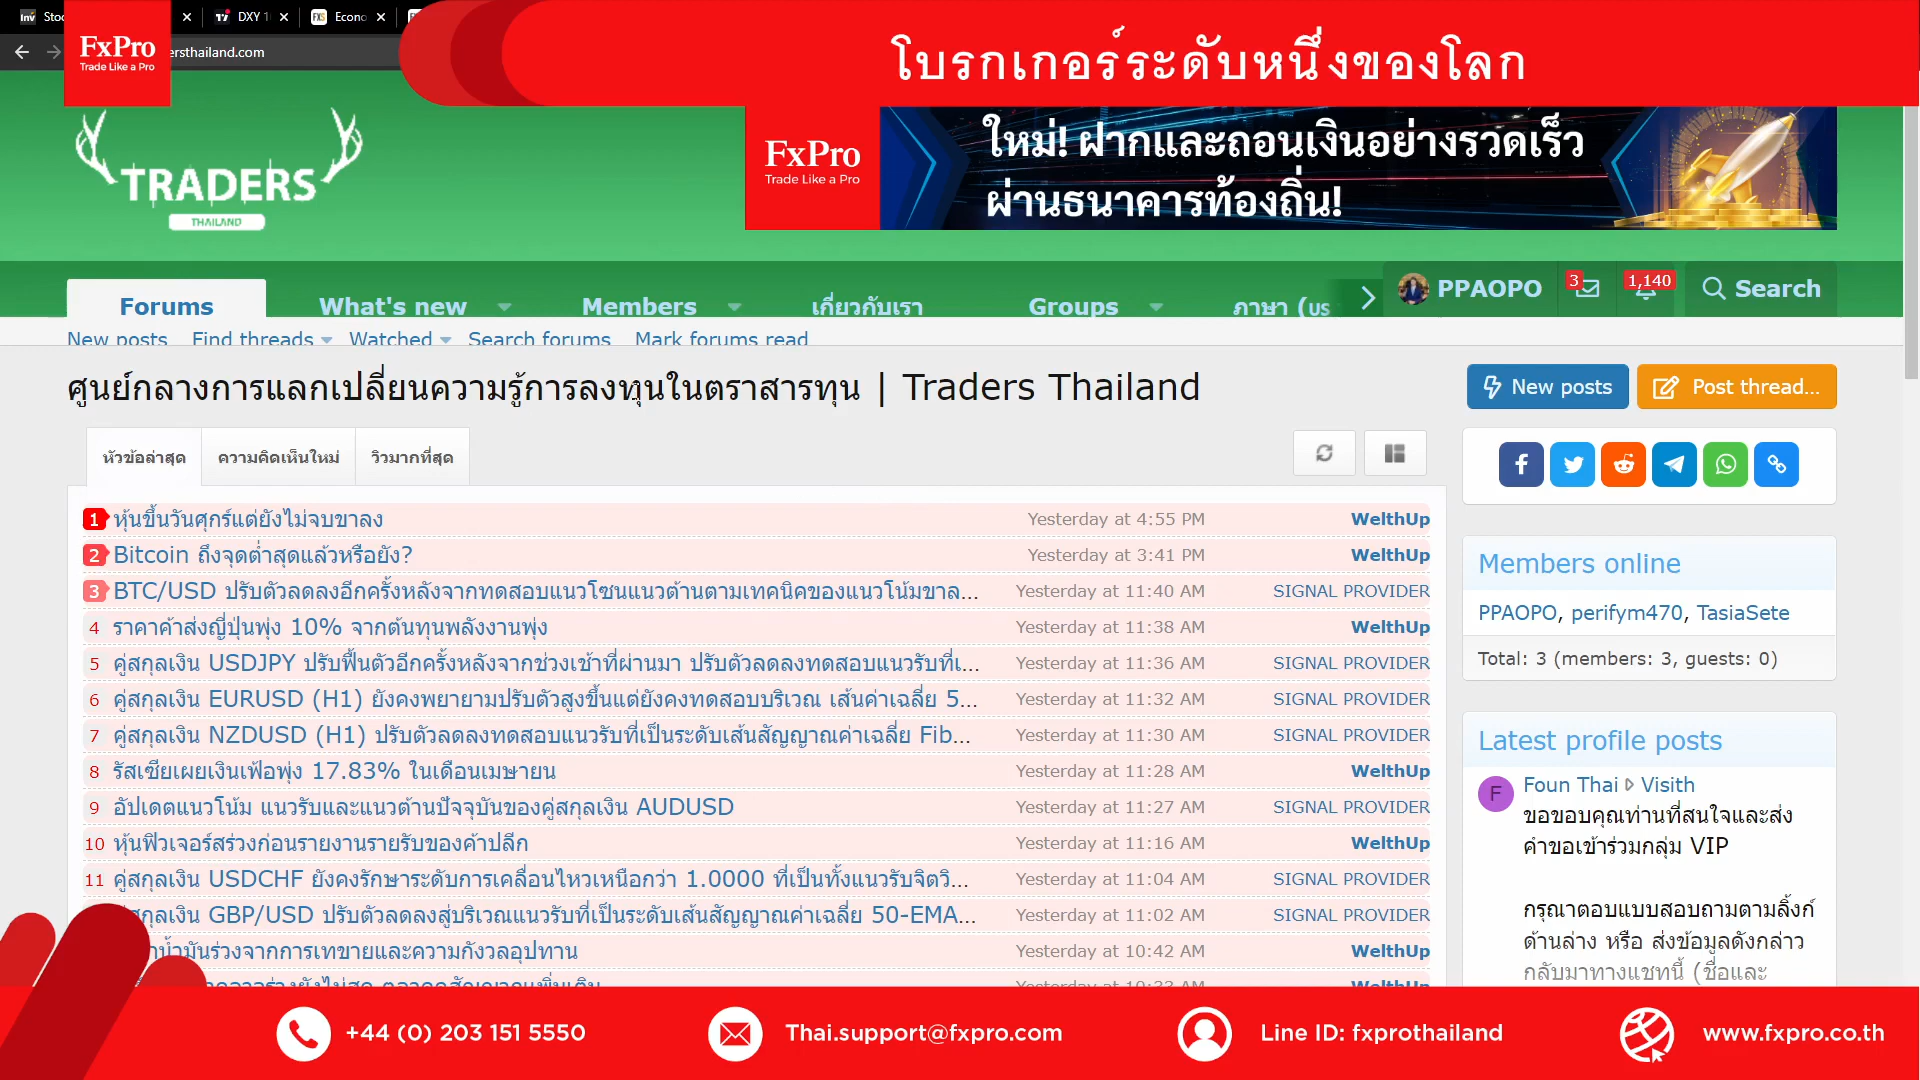 DXY 1
Econo
FxPro
Trade Like a Pro
ersthailand.com
โบรกเกอร์ระดับหนึ่งของโลก
TRADERS
THAILAND
FxPro
Trade Like a Pro
ใหม่! ฝากและถอนเงินอย่างรวดเร็ว
ผ่านธนาคารท้องถิ่น!
Forums
What's new
Members
เกี่ยวกับเรา
Groups
ภาษา (US
PPAOPO
3
1,140
Search
New posts
Find threads
Watched
Search forums
Mark forums read
ศูนย์กลางการแลกเปลี่ยนความรู้การลงทุนในตราสารทุน | Traders Thailand
New posts
Post thread...
หัวข้อล่าสุด
ความคิดเห็นใหม่
วิวมากที่สุด
1 หุ้นขึ้นวันศุกร์แต่ยังไม่จบขาลง Yesterday at 4:55 PM WelthUp
2 Bitcoin ถึงจุดต่ำสุดแล้วหรือยัง? Yesterday at 3:41 PM WelthUp
3 BTC/USD ปรับตัวลดลงอีกครั้งหลังจากทดสอบแนวโซนแนวต้านตามเทคนิคของแนวโน้มขาล... Yesterday at 11:40 AM SIGNAL PROVIDER
4 ราคาค้าส่งญี่ปุ่นพุ่ง 10% จากต้นทุนพลังงานพุ่ง Yesterday at 11:38 AM WelthUp
5 คู่สกุลเงิน USDJPY ปรับฟื้นตัวอีกครั้งหลังจากช่วงเช้าที่ผ่านมา ปรับตัวลดลงทดสอบแนวรับที่เ... Yesterday at 11:36 AM SIGNAL PROVIDER
6 คู่สกุลเงิน EURUSD (H1) ยังคงพยายามปรับตัวสูงขึ้นแต่ยังคงทดสอบบริเวณ เส้นค่าเฉลี่ย 5... Yesterday at 11:32 AM SIGNAL PROVIDER
7 คู่สกุลเงิน NZDUSD (H1) ปรับตัวลดลงทดสอบแนวรับที่เป็นระดับเส้นสัญญาณค่าเฉลี่ย Fib... Yesterday at 11:30 AM SIGNAL PROVIDER
8 รัสเซียเผยเงินเฟ้อพุ่ง 17.83% ในเดือนเมษายน Yesterday at 11:28 AM WelthUp
9 อัปเดตแนวโน้ม แนวรับและแนวต้านปัจจุบันของคู่สกุลเงิน AUDUSD Yesterday at 11:27 AM SIGNAL PROVIDER
10 หุ้นฟิวเจอร์สร่วงก่อนรายงานรายรับของค้าปลีก Yesterday at 11:16 AM WelthUp
11 คู่สกุลเงิน USDCHF ยังคงรักษาระดับการเคลื่อนไหวเหนือกว่า 1.0000 ที่เป็นทั้งแนวรับจิตวิ... Yesterday at 11:04 AM SIGNAL PROVIDER
สกุลเงิน GBP/USD ปรับตัวลดลงสู่บริเวณแนวรับที่เป็นระดับเส้นสัญญาณค่าเฉลี่ย 50-EMA... Yesterday at 11:02 AM SIGNAL PROVIDER
าน้ำมันร่วงจากการเทขายและความกังวลอุปทาน Yesterday at 10:42 AM WelthUp
Members online
PPAOPO, perifym470, TasiaSete
Total: 3 (members: 3, guests: 0)
Latest profile posts
F
Foun Thai Visith
ขอขอบคุณท่านที่สนใจและส่ง
คำขอเข้าร่วมกลุ่ม VIP
กรุณาตอบแบบสอบถามตามลิ้งก์
ด้านล่าง หรือ ส่งข้อมูลดังกล่าว
กลับมาทางแชทนี้ (ชื่อและ
+44 (0) 203 151 5550
Thai.support@fxpro.com
Line ID: fxprothailand
www.fxpro.co.th